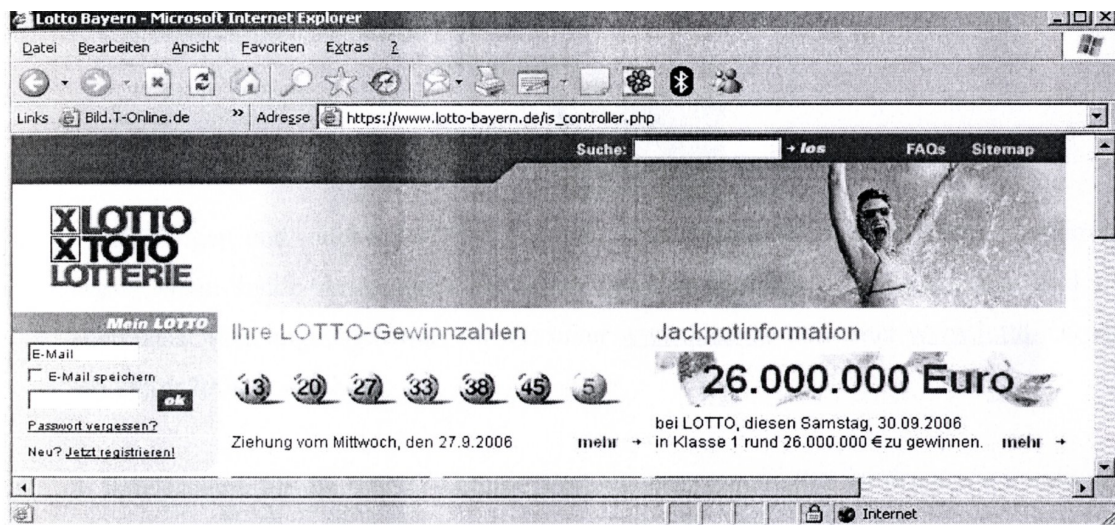 Lotto Bayern - Microsoft Internet Explorer
Datei Bearbeiten Ansicht Favoriten Extras ?
Links Bild.T-Online.de » Adresse https://www.lotto-bayern.de/is_controller.php
Suche: → los FAQs Sitemap
X LOTTO
X TOTO
LOTTERIE
Mein LOTTO
E-Mail
E-Mail speichern
ok
Passwort vergessen?
Neu? Jetzt registrieren!
Ihre LOTTO-Gewinnzahlen
13 20 27 33 38 45 5
Ziehung vom Mittwoch, den 27.9.2006 mehr →
Jackpotinformation
26.000.000 Euro
bei LOTTO, diesen Samstag, 30.09.2006
in Klasse 1 rund 26.000.000 € zu gewinnen. mehr →
Internet